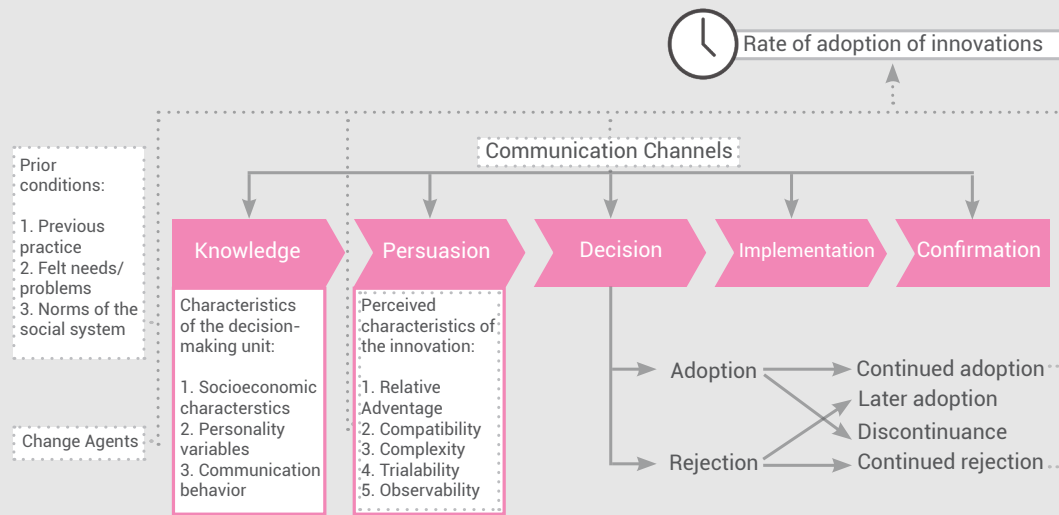 Rate of adoption of innovations
Communication Channels
Prior
conditions:
1. Previous
practice
2. Felt needs/
problems
3. Norms of the
social system
Change Agents
Knowledge
Characteristics
of the decision-
making unit:
1. Socioeconomic
characterstics
2. Personality
variables
3. Communication
behavior
Persuasion
Perceived
characteristics of
the innovation:
1. Relative
Adventage
2. Compatibility
3. Complexity
4. Trialability
5. Observability
Decision
Implementation
Confirmation
Adoption
Rejection
Continued adoption
Later adoption
Discontinuance
Continued rejection